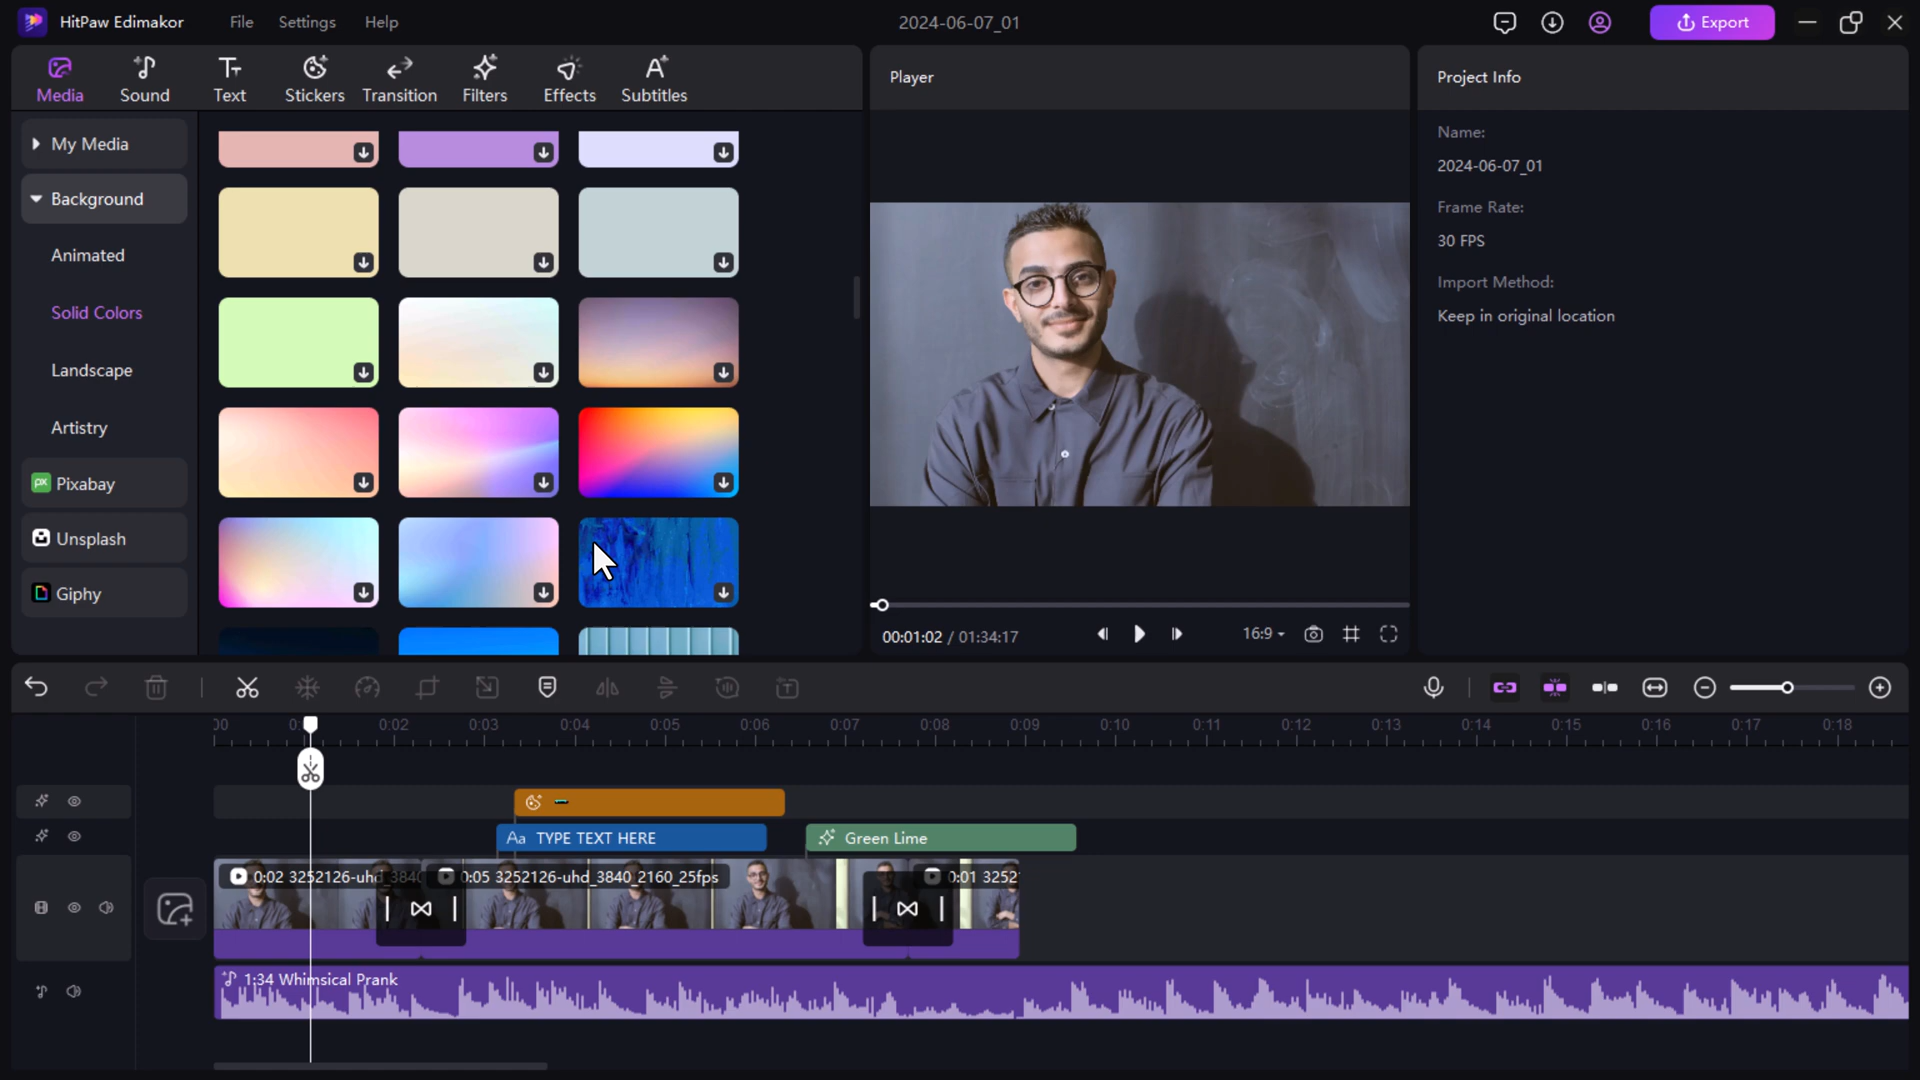 HitPaw Edimakor File Settings Help 2024-06-07_01 Export
Media Sound Text Stickers Transition Filters Effects Subtitles
Player
Project Info
My Media
Background
Animated
Solid Colors
Landscape
Artistry
px Pixabay
Unsplash
Giphy
Name:
2024-06-07_01
Frame Rate:
30 FPS
Import Method:
Keep in original location
00:01:02 / 01:34:17 16:9
00 0: 0:02 0:03 0:04 0:05 0:06 0:07 0:08 0:09 0:10 0:11 0:12 0:13 0:14 0:15 0:16 0:17 0:18
Aa TYPE TEXT HERE Green Lime
0:02 3252126-uhd_3840 0:05 3252126-uhd_3840_2160_25fps 0:01 3252
1:34 Whimsical Prank